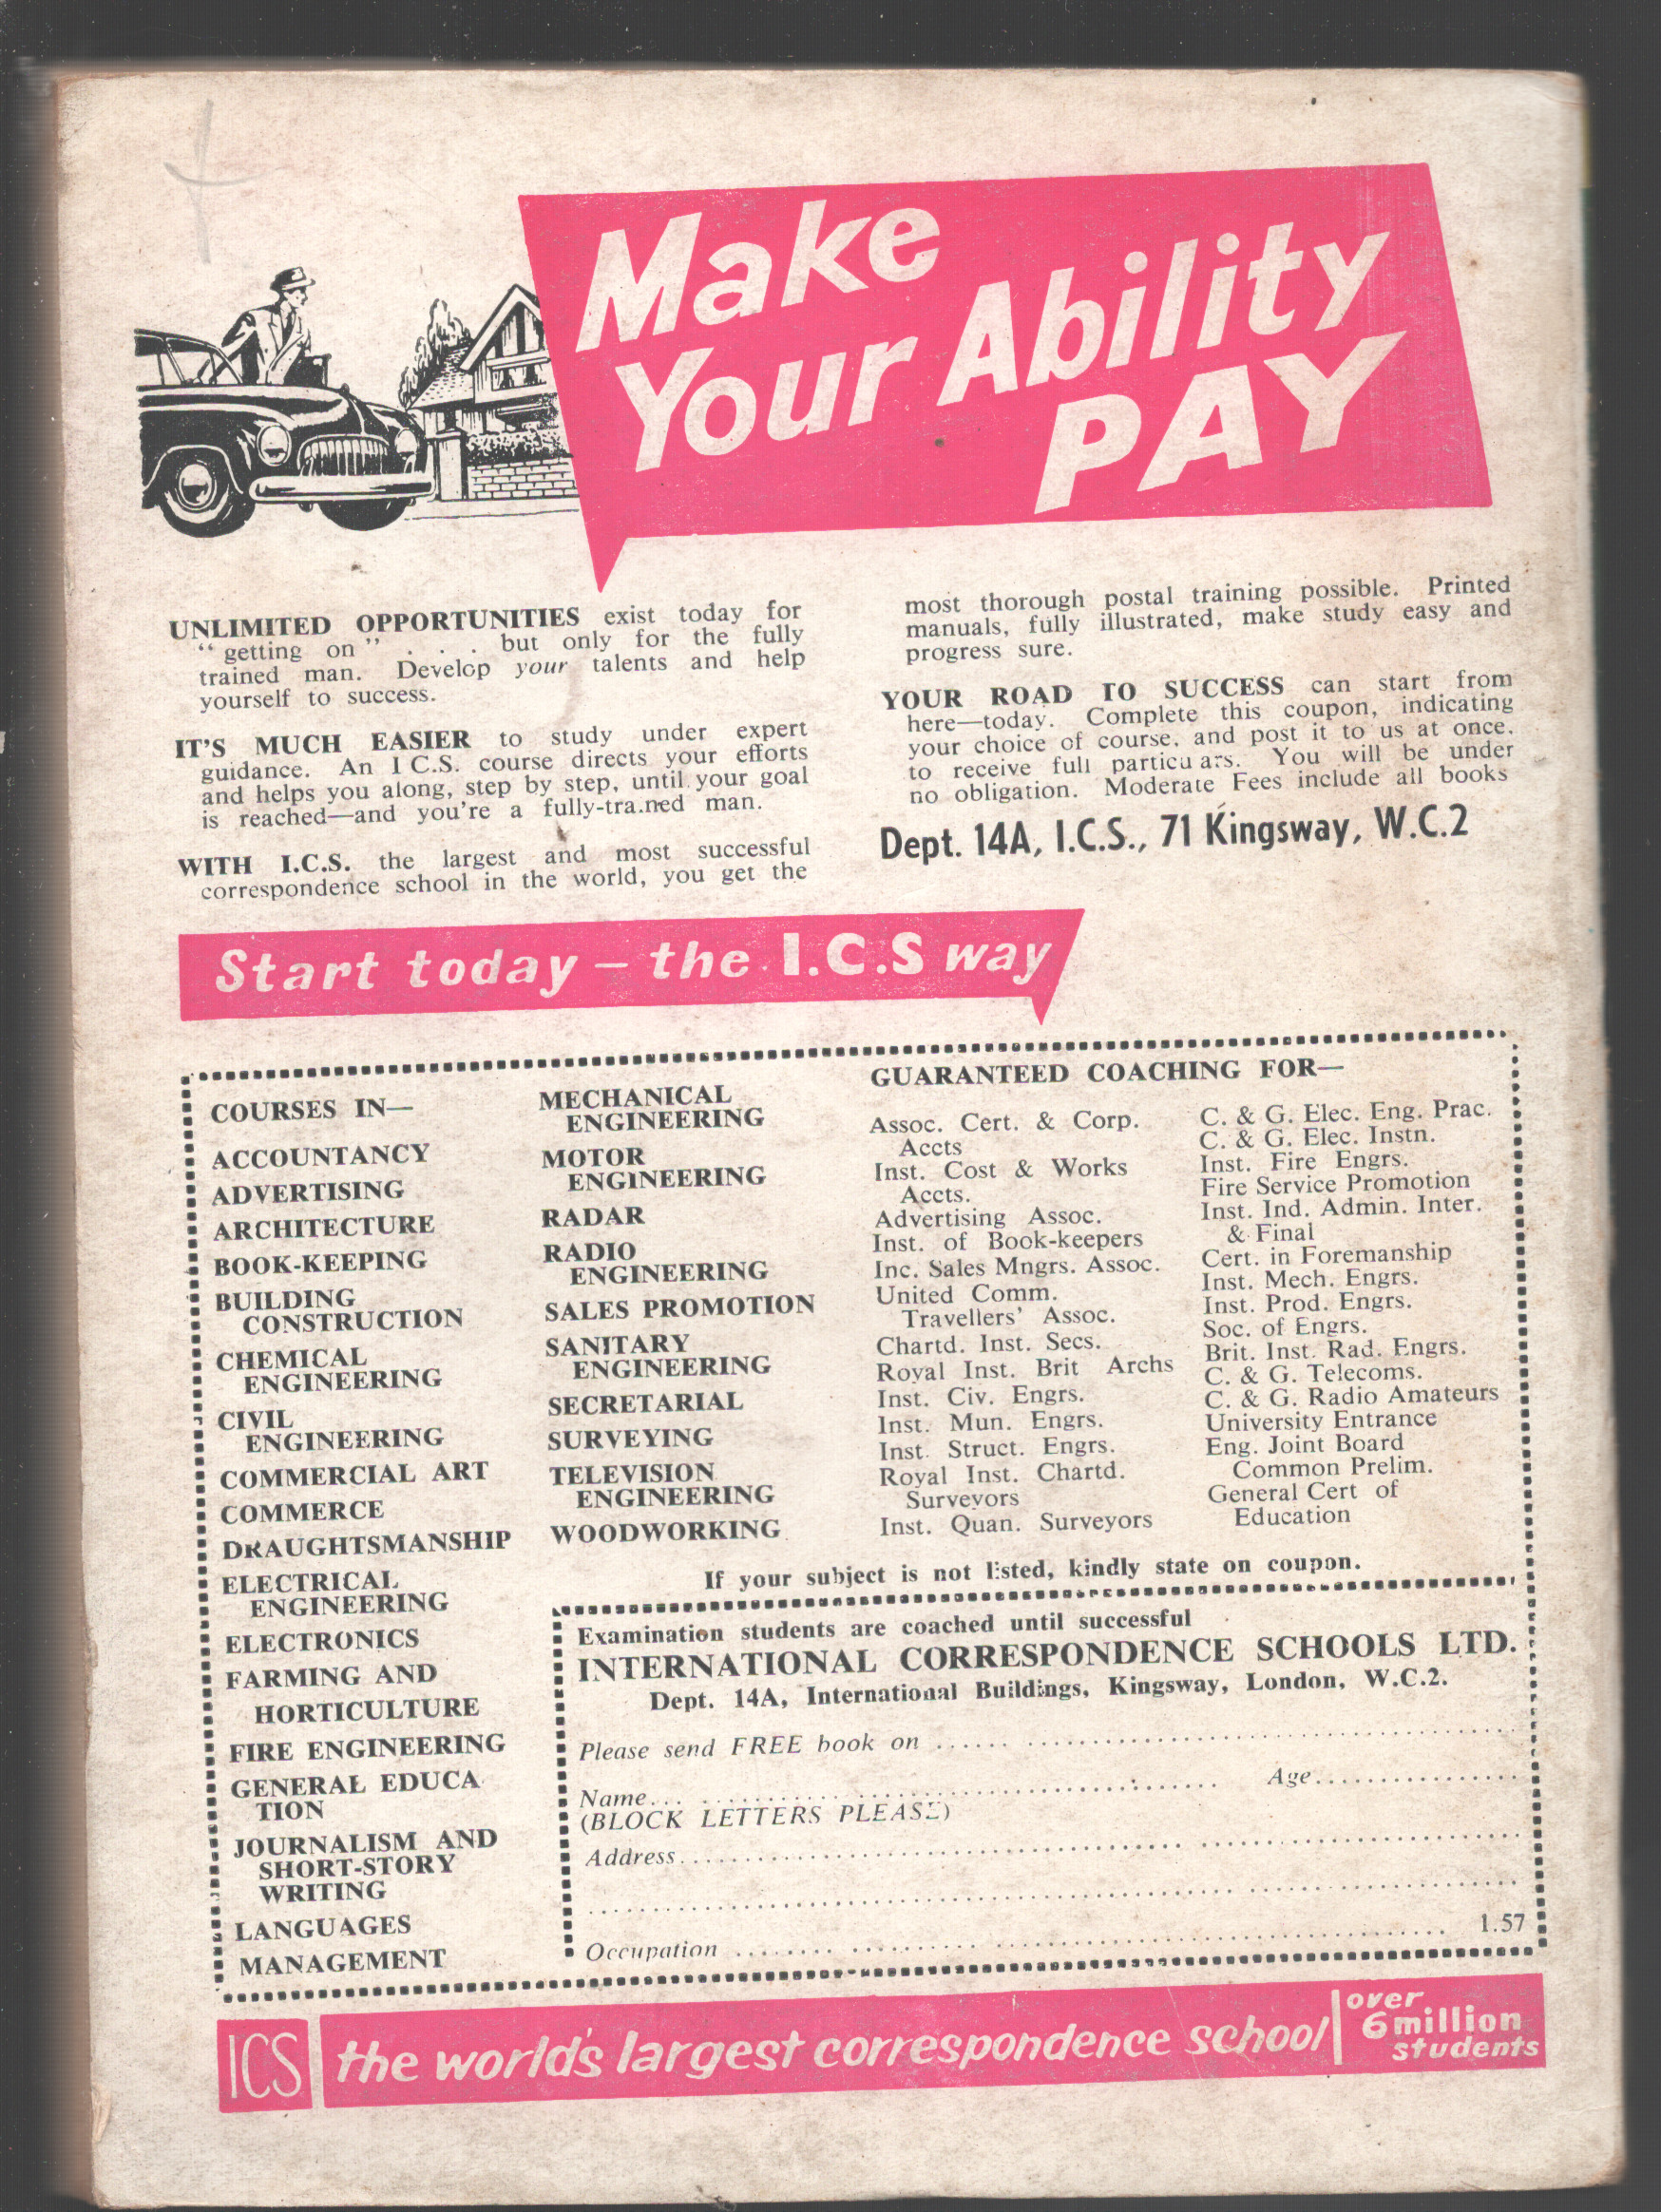 Make
Your Ability
PAY
UNLIMITED OPPORTUNITIES exist today for
“ getting on ” . . . but only for the fully
trained man. Develop your talents and help
yourself to success.
IT'S MUCH EASIER to study under expert
guidance. An I C.S. course directs your efforts
and helps you along, step by step, until your goal
is reached—and you're a fully-tra.ned man.
WITH I.C.S. the largest and most successful
correspondence school in the world, you get the
most thorough postal training possible. Printed
manuals, fully illustrated, make study easy and
progress sure.
YOUR ROAD TO SUCCESS can start from
here—today. Complete this coupon, indicating
your choice of course, and post it to us at once.
to receive full particu ars. You will be under
no obligation. Moderate Fees include all books
Dept. 14A, I.C.S., 71 Kingsway, W.C.2
Start today – the I.C.S way
COURSES IN—
ACCOUNTANCY
ADVERTISING
ARCHITECTURE
BOOK-KEEPING
BUILDING
CONSTRUCTION
CHEMICAL
ENGINEERING
CIVIL
ENGINEERING
COMMERCIAL ART
COMMERCE
DRAUGHTSMANSHIP
ELECTRICAL
ENGINEERING
ELECTRONICS
FARMING AND
HORTICULTURE
FIRE ENGINEERING
GENERAL EDUCA
TION
JOURNALISM AND
SHORT-STORY
WRITING
LANGUAGES
MANAGEMENT
MECHANICAL
ENGINEERING
MOTOR
ENGINEERING
RADAR
RADIO
ENGINEERING
SALES PROMOTION
SANITARY
ENGINEERING
SECRETARIAL
SURVEYING
TELEVISION
ENGINEERING
WOODWORKING
GUARANTEED COACHING FOR—
Assoc. Cert. & Corp.
Accts
Inst. Cost & Works
Accts.
Advertising Assoc.
Inst. of Book-keepers
Inc. Sales Mngrs. Assoc.
United Comm.
Travellers' Assoc.
Chartd. Inst. Secs.
Royal Inst. Brit Archs
Inst. Civ. Engrs.
Inst. Mun. Engrs.
Inst. Struct. Engrs.
Royal Inst. Chartd.
Surveyors
Inst. Quan. Surveyors
C. & G. Elec. Eng. Prac.
C. & G. Elec. Instn.
Inst. Fire Engrs.
Fire Service Promotion
Inst. Ind. Admin. Inter.
& Final
Cert. in Foremanship
Inst. Mech. Engrs.
Inst. Prod. Engrs.
Soc. of Engrs.
Brit. Inst. Rad. Engrs.
C. & G. Telecoms.
C. & G. Radio Amateurs
University Entrance
Eng. Joint Board
Common Prelim.
General Cert of
Education
If your subject is not listed, kindly state on coupon.
Examination students are coached until successful
INTERNATIONAL CORRESPONDENCE SCHOOLS LTD.
Dept. 14A, International Buildings, Kingsway, London, W.C.2.
Please send FREE book on
Name... Age...
(BLOCK LETTERS PLEASE)
Address...
1.57
Occupation
ICS the world's largest correspondence school
over
6 million
students